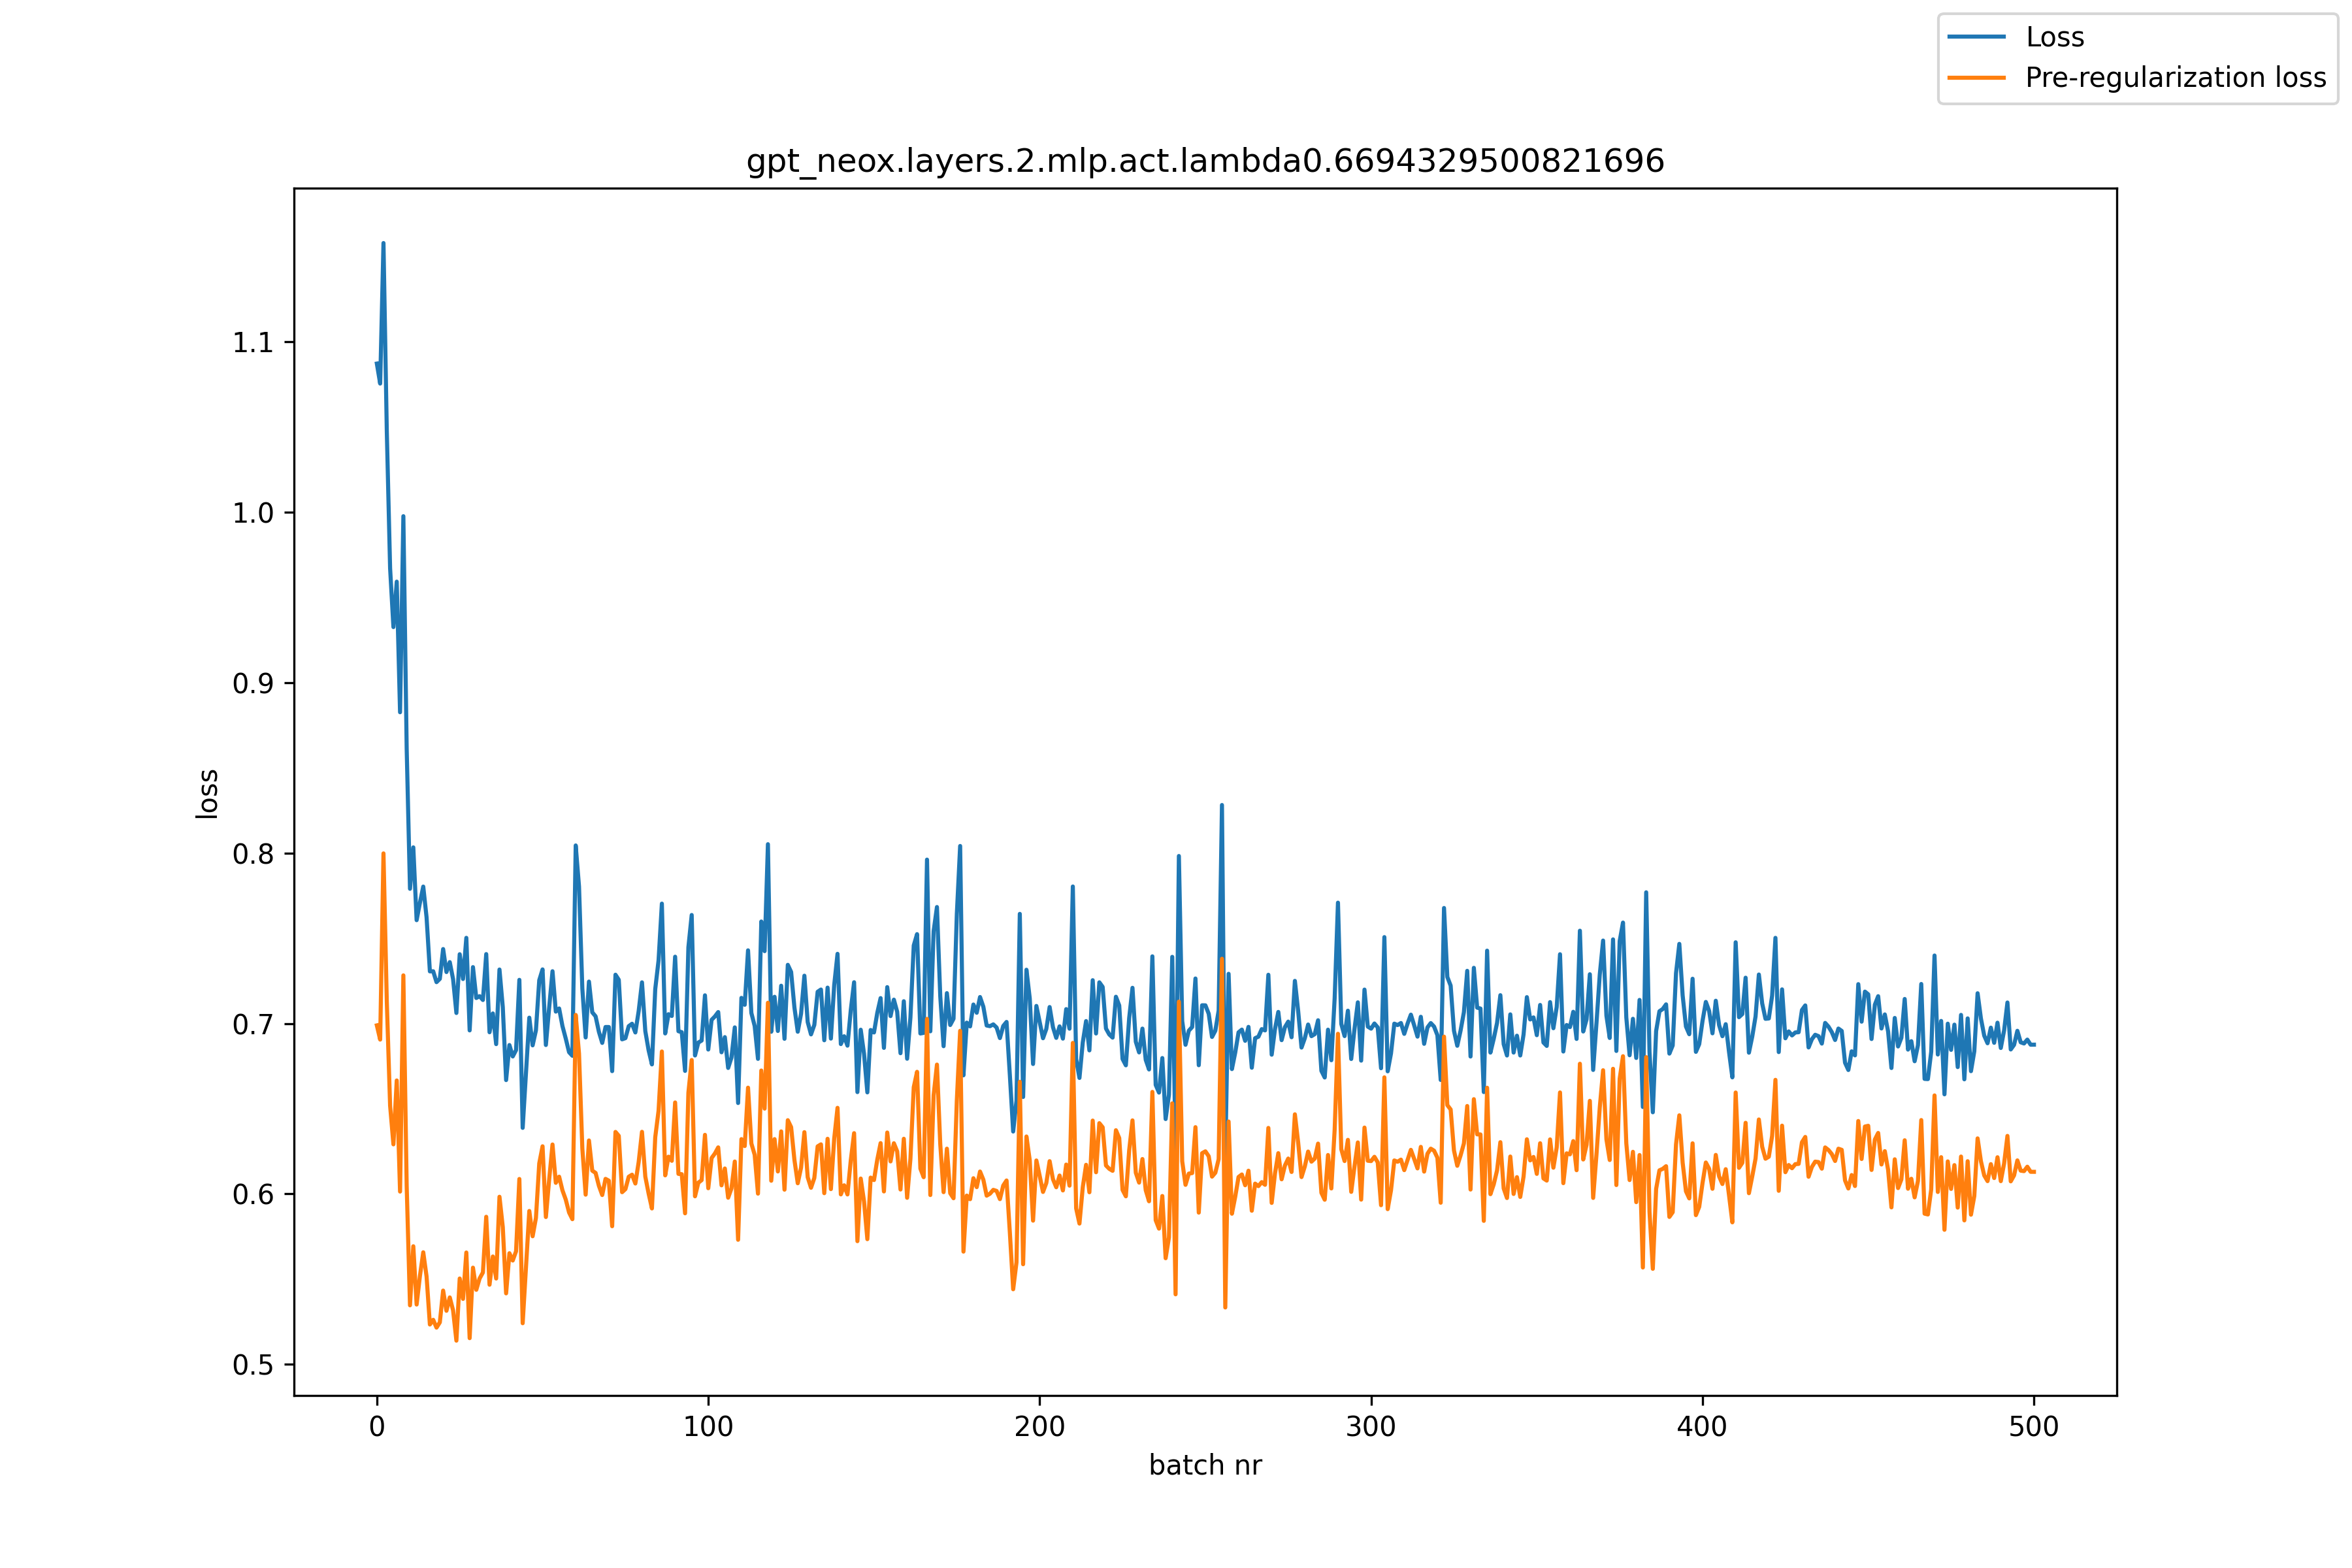 Loss
Pre-regularization loss
gpt_neox.layers.2.mlp.act.lambda0.6694329500821696
1.1
1.0
0.9
0.8
0.7
0.6
0.5
loss
0 100 200 300 400 500
batch nr